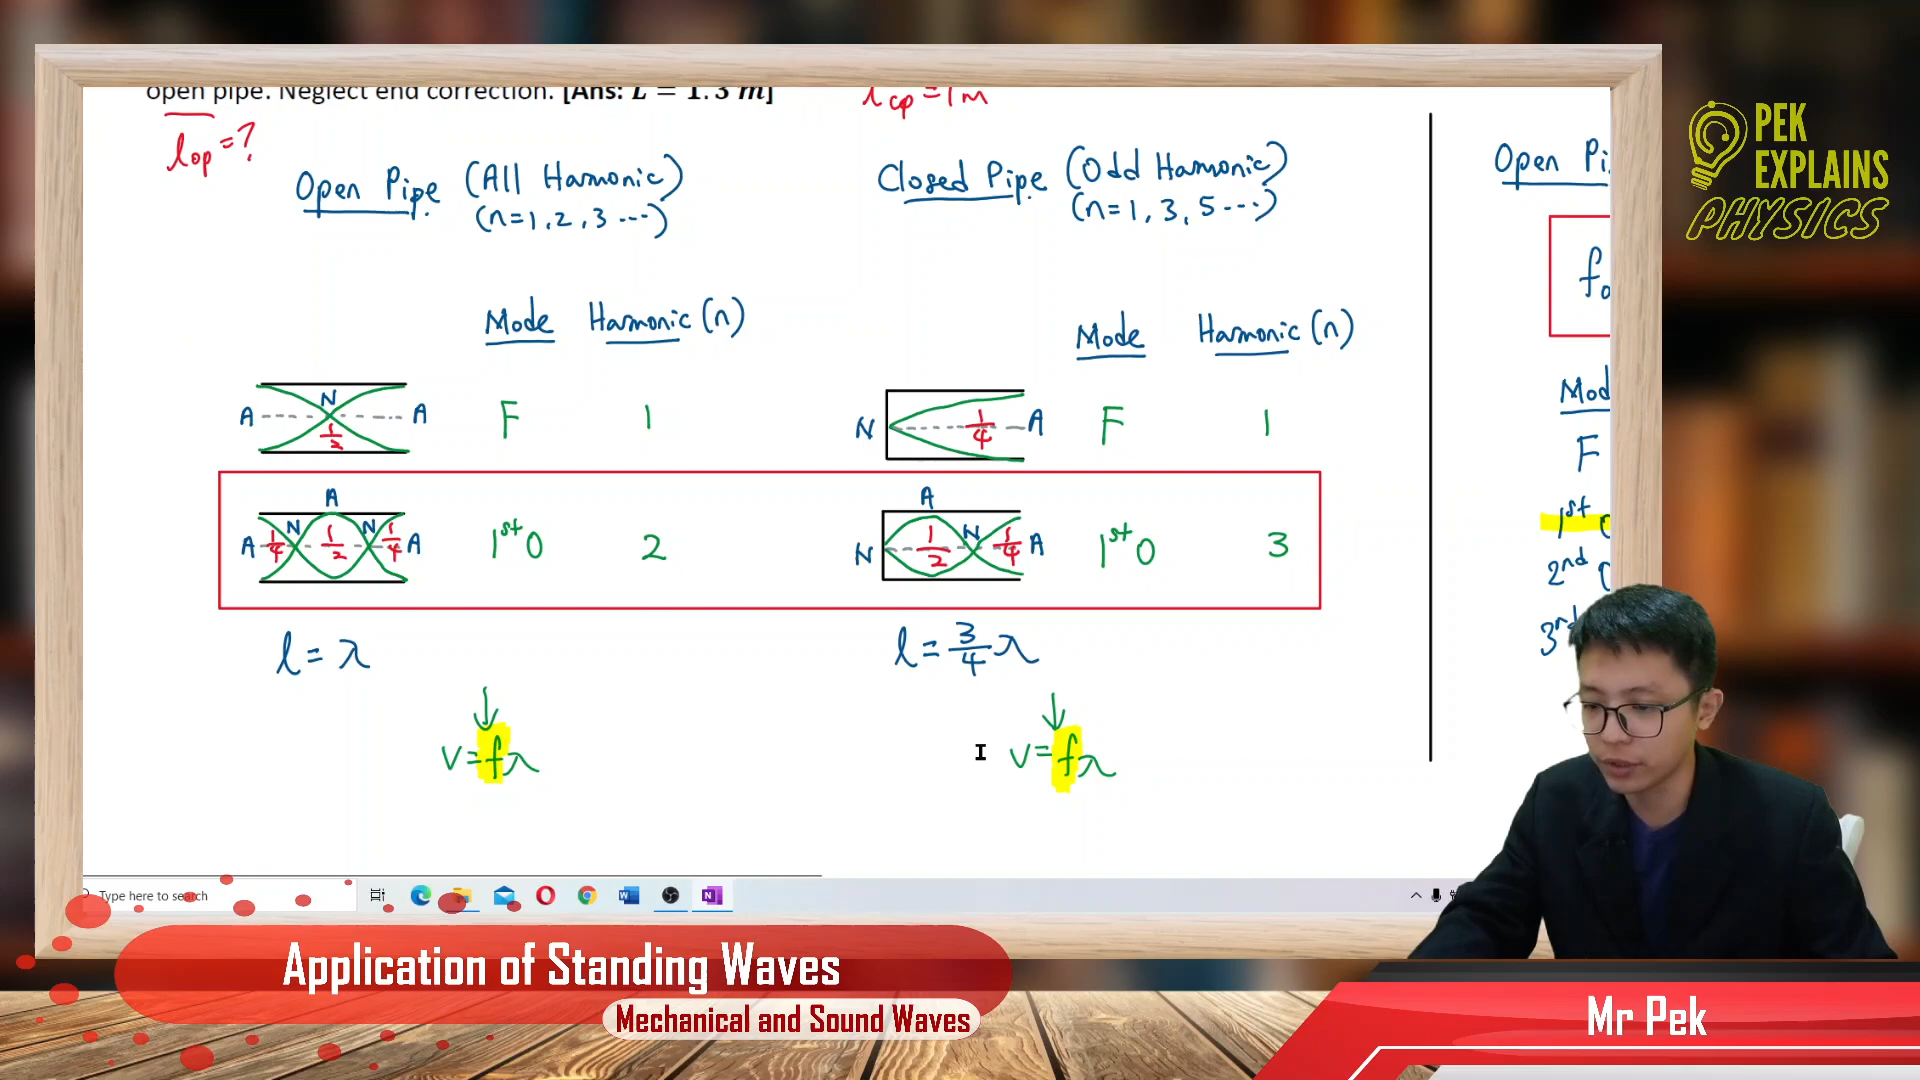 open pipe. Neglect end correction. [Ans: L = 1.3 m]
l_cp = 1m
l_op = ?
Open Pipe (All Harmonic)
(n=1,2,3...)
Closed Pipe (Odd Harmonic)
(n=1,3,5...)
Open Pi
PEK
EXPLAINS
PHYSICS
f
Mode Harmonic (n)
Mode Harmonic (n)
Mod
A N A
1/2
F 1
N 1/4 A
F 1
F
A
A 1/4 N 1/2 N 1/4 A
1st O 2
A
N 1/2 N 1/4 A
1st O 3
1st
2nd
3rd
l = λ
l = 3/4 λ
v = fλ
v = fλ
Type here to search
Application of Standing Waves
Mechanical and Sound Waves
Mr Pek